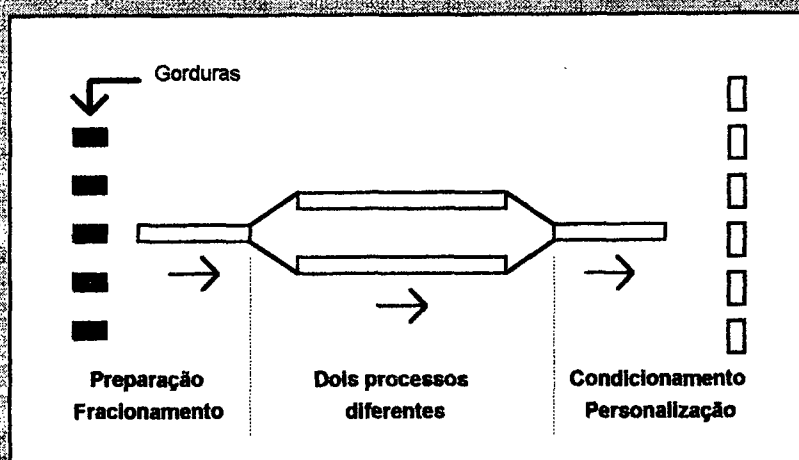 Gorduras
Preparação
Fracionamento
Dois processos
diferentes
Condicionamento
Personalização